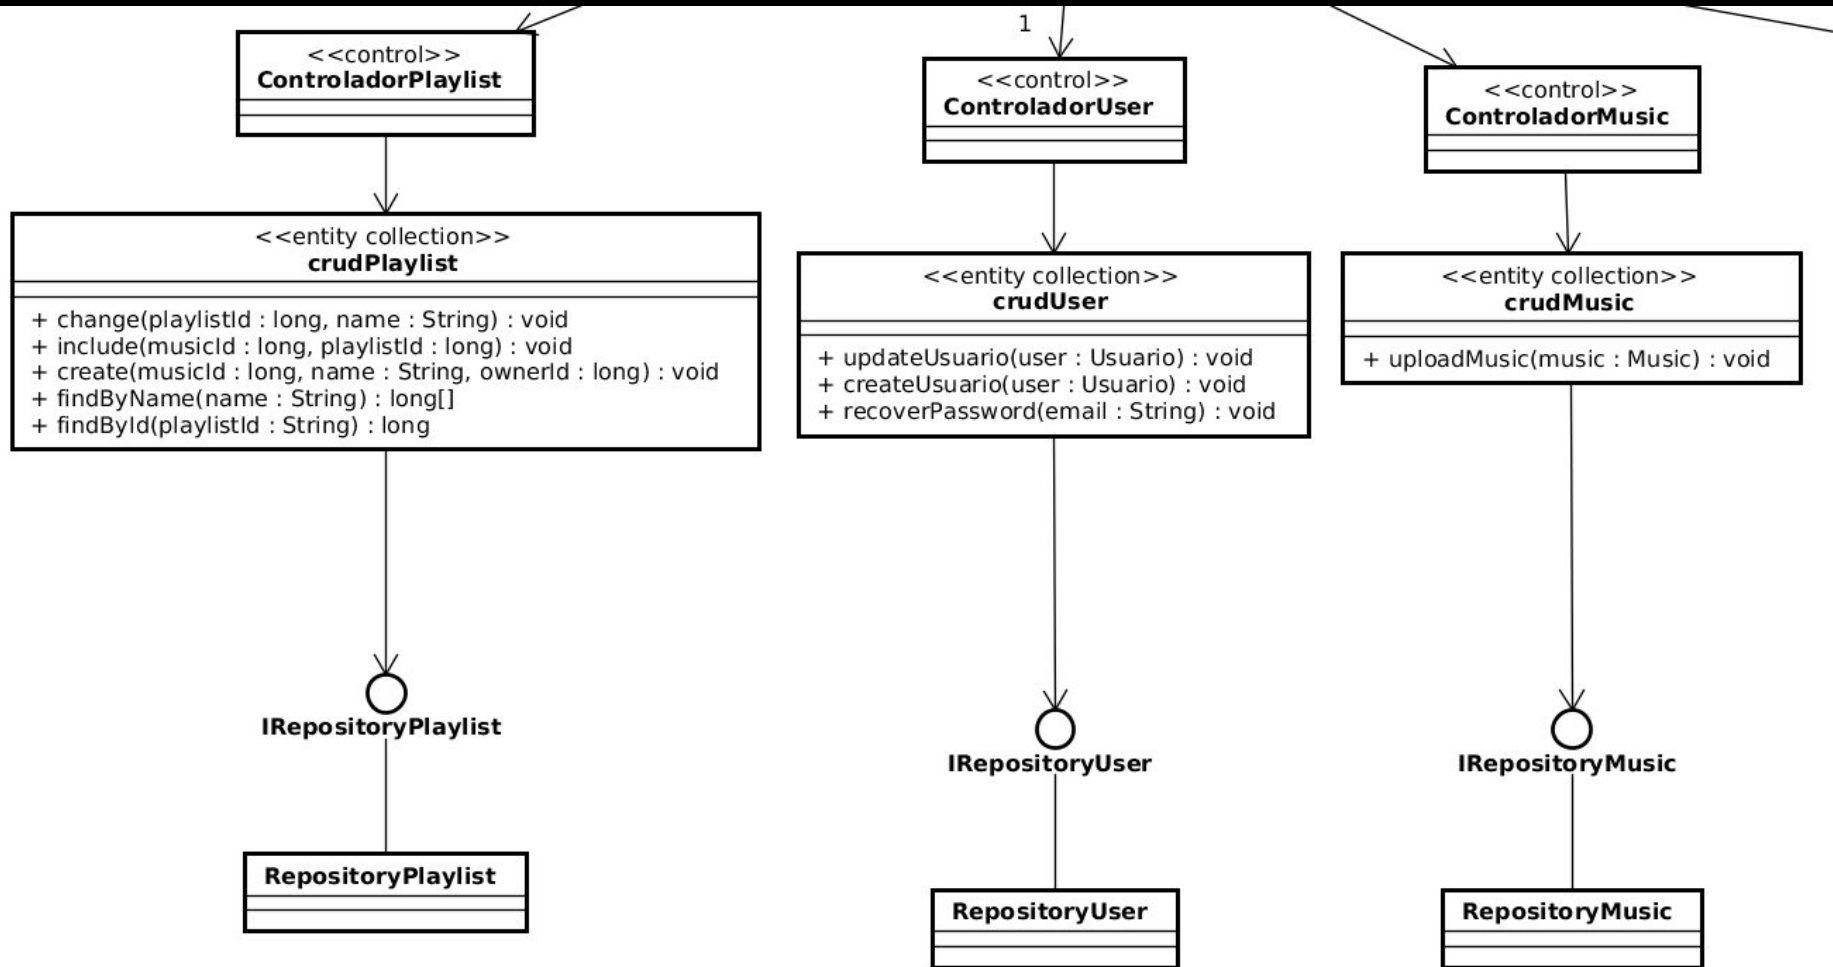 1
<<control>>
ControladorPlaylist
<<control>>
ControladorUser
<<control>>
ControladorMusic
<<entity collection>>
crudPlaylist
+ change(playlistId : long, name : String) : void
+ include(musicId : long, playlistId : long) : void
+ create(musicId : long, name : String, ownerId : long) : void
+ findByName(name : String) : long[]
+ findById(playlistId : String) : long
<<entity collection>>
crudUser
+ updateUsuario(user : Usuario) : void
+ createUsuario(user : Usuario) : void
+ recoverPassword(email : String) : void
<<entity collection>>
crudMusic
+ uploadMusic(music : Music) : void
IRepositoryPlaylist
IRepositoryUser
IRepositoryMusic
RepositoryPlaylist
RepositoryUser
RepositoryMusic